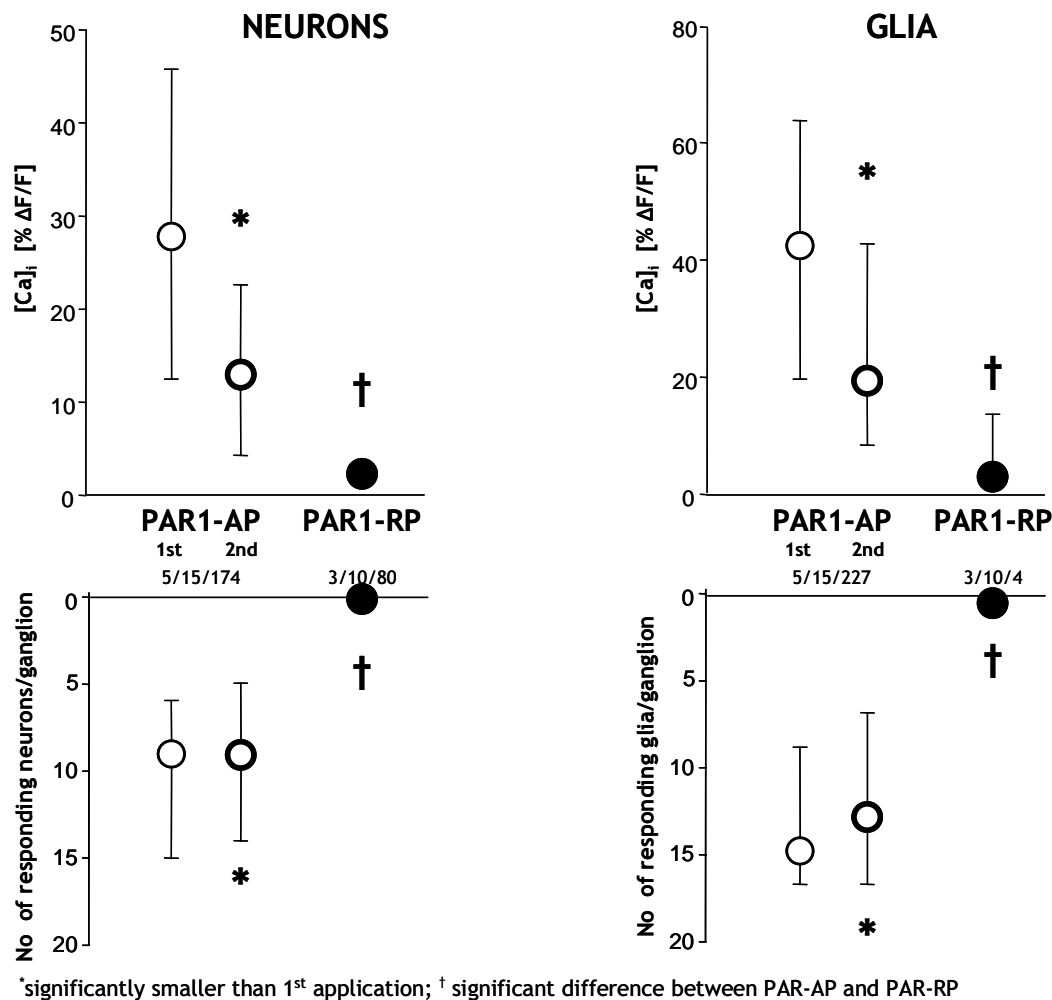 NEURONS
50
40
30
20
10
0
[Ca]i [% ΔF/F]
*
†
PAR1-AP PAR1-RP
1st 2nd
5/15/174 3/10/80
0
5
10
15
20
No of responding neurons/ganglion
†
*
GLIA
80
60
40
20
0
[Ca]i [% ΔF/F]
*
†
PAR1-AP PAR1-RP
1st 2nd
5/15/227 3/10/4
0
5
10
15
20
No of responding glia/ganglion
†
*
*significantly smaller than 1st application; † significant difference between PAR-AP and PAR-RP